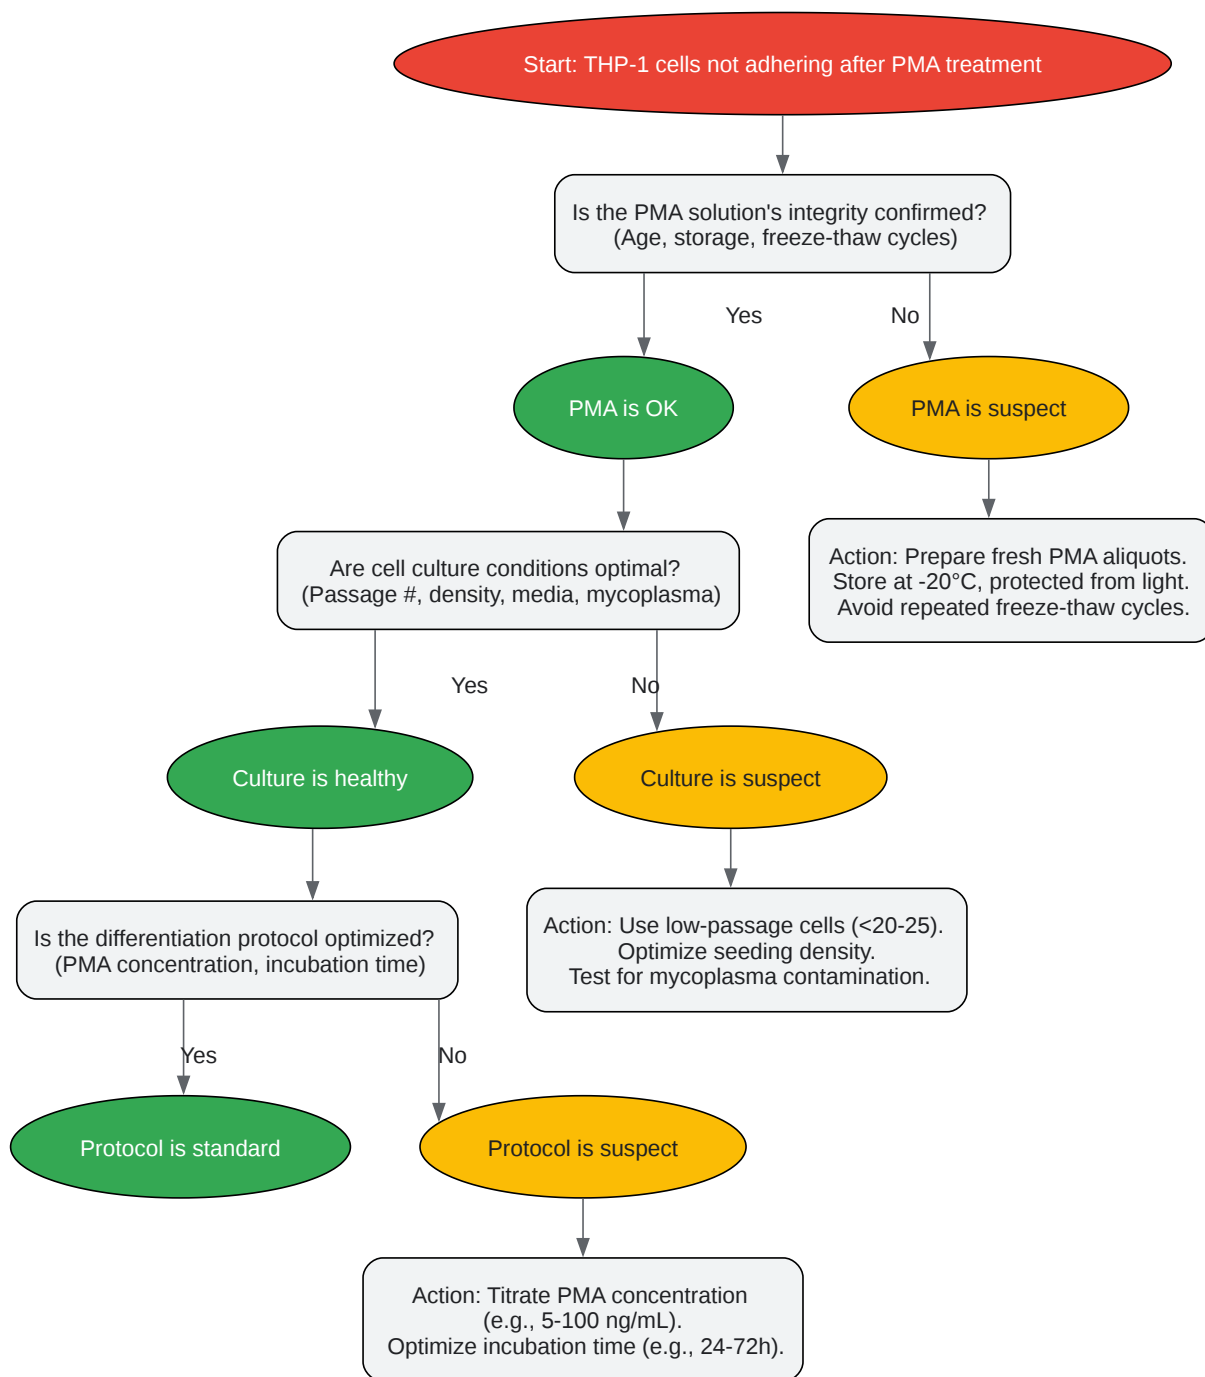 Start: THP-1 cells not adhering after PMA treatment
Is the PMA solution's integrity confirmed?
(Age, storage, freeze-thaw cycles)
Yes
No
PMA is OK
PMA is suspect
Are cell culture conditions optimal?
(Passage #, density, media, mycoplasma)
Action: Prepare fresh PMA aliquots.
Store at -20°C, protected from light.
Avoid repeated freeze-thaw cycles.
Yes
No
Culture is healthy
Culture is suspect
Is the differentiation protocol optimized?
(PMA concentration, incubation time)
Action: Use low-passage cells (<20-25).
Optimize seeding density.
Test for mycoplasma contamination.
Yes
No
Protocol is standard
Protocol is suspect
Action: Titrate PMA concentration
(e.g., 5-100 ng/mL).
Optimize incubation time (e.g., 24-72h).